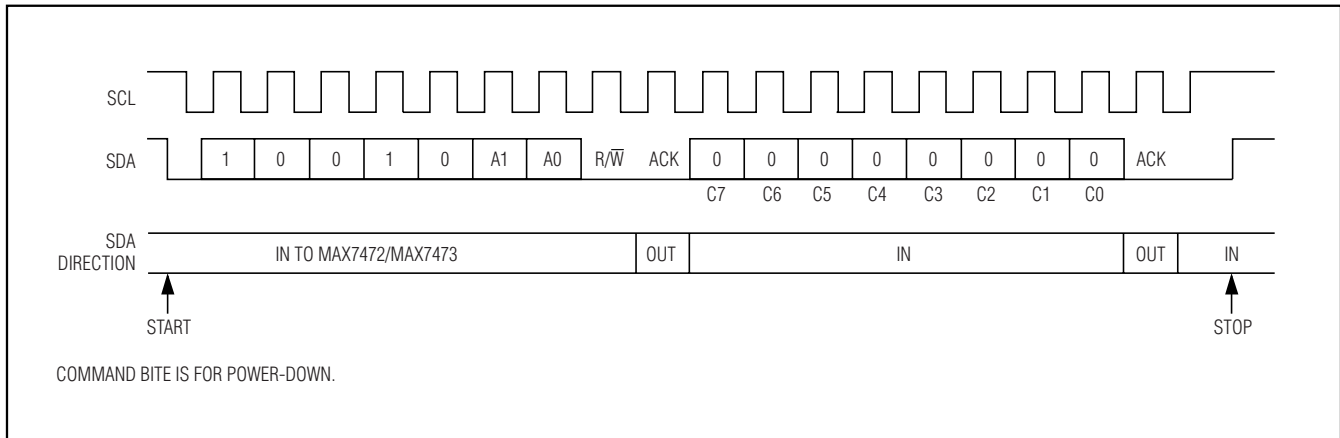 SCL
SDA 1 0 0 1 0 A1 A0 R/W̅ ACK 0 0 0 0 0 0 0 0 ACK
C7 C6 C5 C4 C3 C2 C1 C0
SDA
DIRECTION
IN TO MAX7472/MAX7473 OUT IN OUT IN
START STOP
COMMAND BITE IS FOR POWER-DOWN.